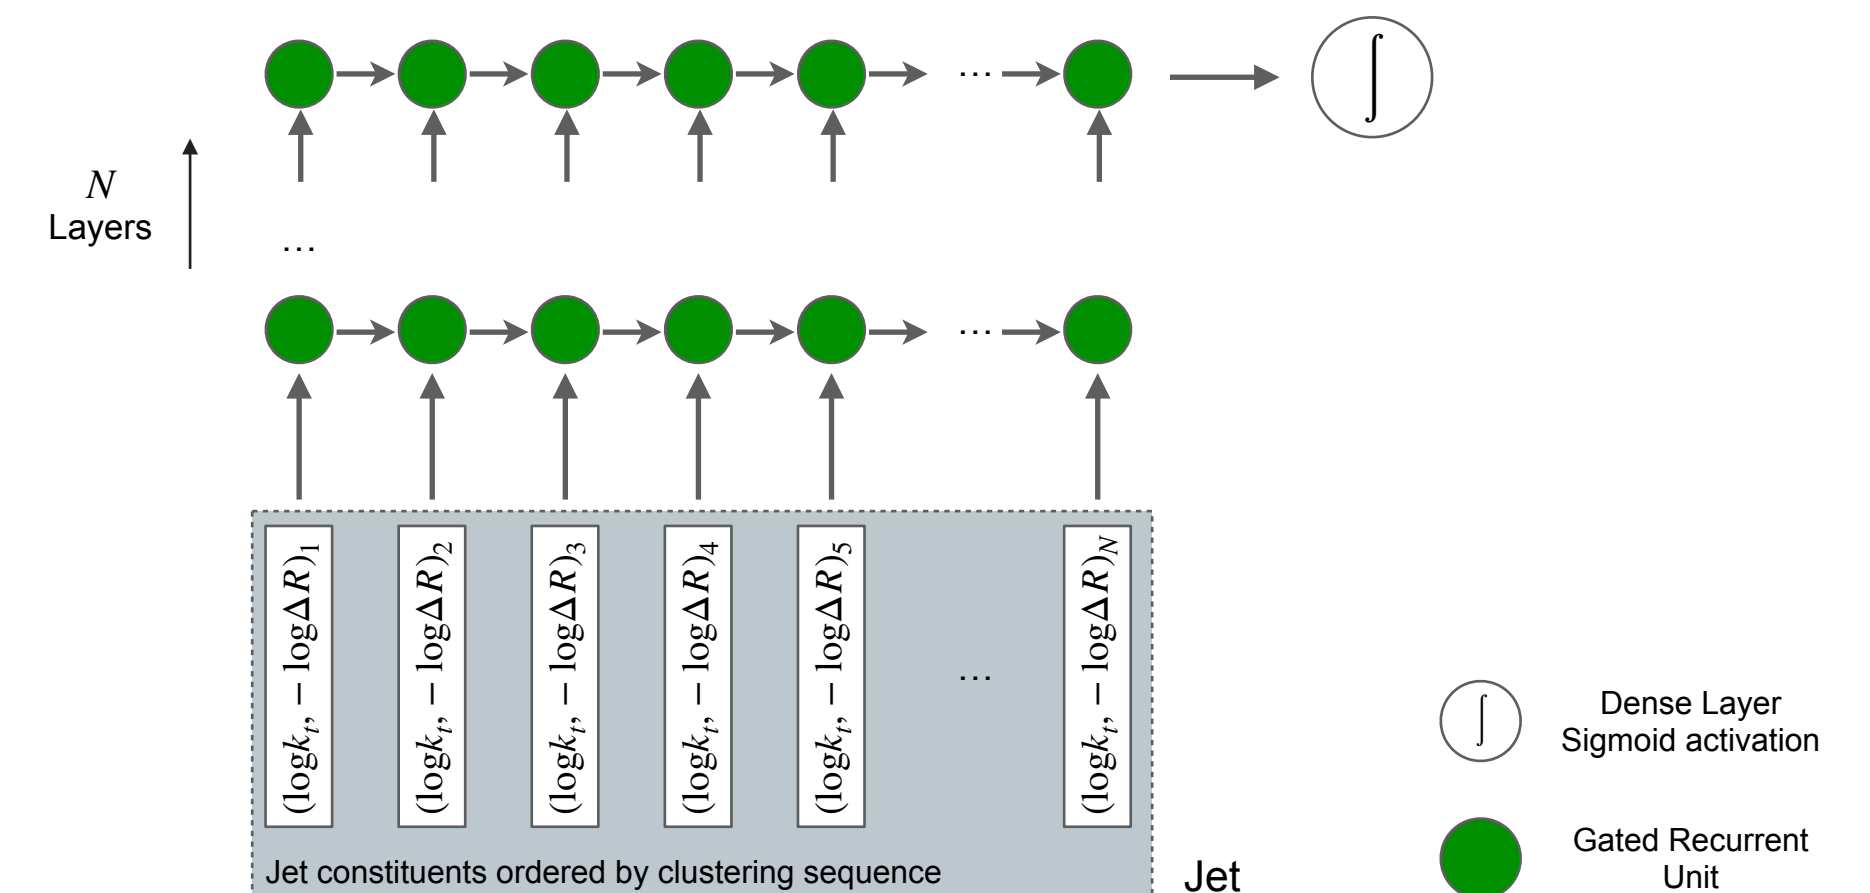 ∫
N
Layers
...
...
...
(logk_t, − logΔR)_1
(logk_t, − logΔR)_2
(logk_t, − logΔR)_3
(logk_t, − logΔR)_4
(logk_t, − logΔR)_5
...
(logk_t, − logΔR)_N
Jet constituents ordered by clustering sequence
Jet
∫
Dense Layer
Sigmoid activation
Gated Recurrent
Unit